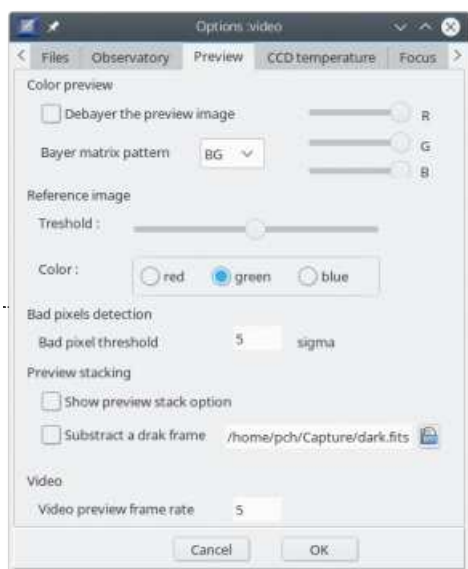 Options :video
Files Observatory Preview CCD temperature Focus
Color preview
Debayer the preview image
R
Bayer matrix pattern BG
G
B
Reference image
Treshold :
Color : red green blue
Bad pixels detection
Bad pixel threshold 5 sigma
Preview stacking
Show preview stack option
Substract a drak frame /home/pch/Capture/dark.fits
Video
Video preview frame rate 5
Cancel OK